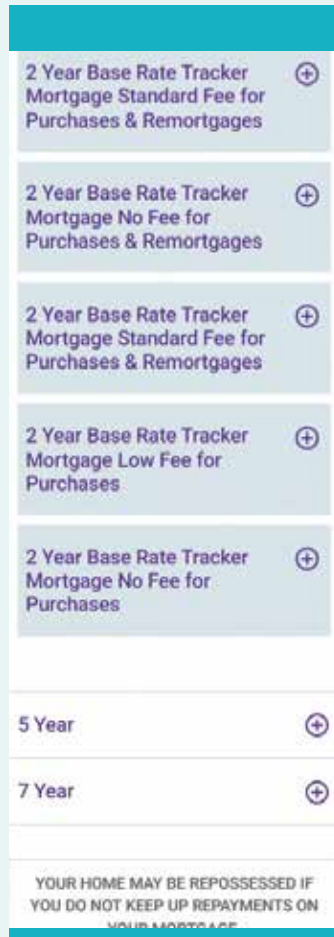 2 Year Base Rate Tracker
Mortgage Standard Fee for
Purchases & Remortgages
2 Year Base Rate Tracker
Mortgage No Fee for
Purchases & Remortgages
2 Year Base Rate Tracker
Mortgage Standard Fee for
Purchases & Remortgages
2 Year Base Rate Tracker
Mortgage Low Fee for
Purchases
2 Year Base Rate Tracker
Mortgage No Fee for
Purchases
5 Year
7 Year
YOUR HOME MAY BE REPOSSESSED IF
YOU DO NOT KEEP UP REPAYMENTS ON
YOUR MORTGAGE